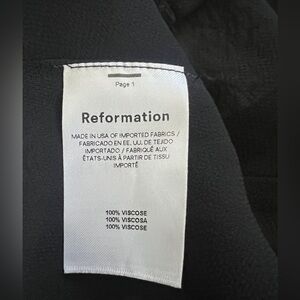 Page 1
Reformation
MADE IN USA OF IMPORTED FABRICS /
FABRICADO EN EE. UU. DE TEJIDO
IMPORTADO / FABRIQUÉ AUX
ÉTATS-UNIS À PARTIR DE TISSU
IMPORTÉ
100% VISCOSE
100% VISCOSA
100% VISCOSE